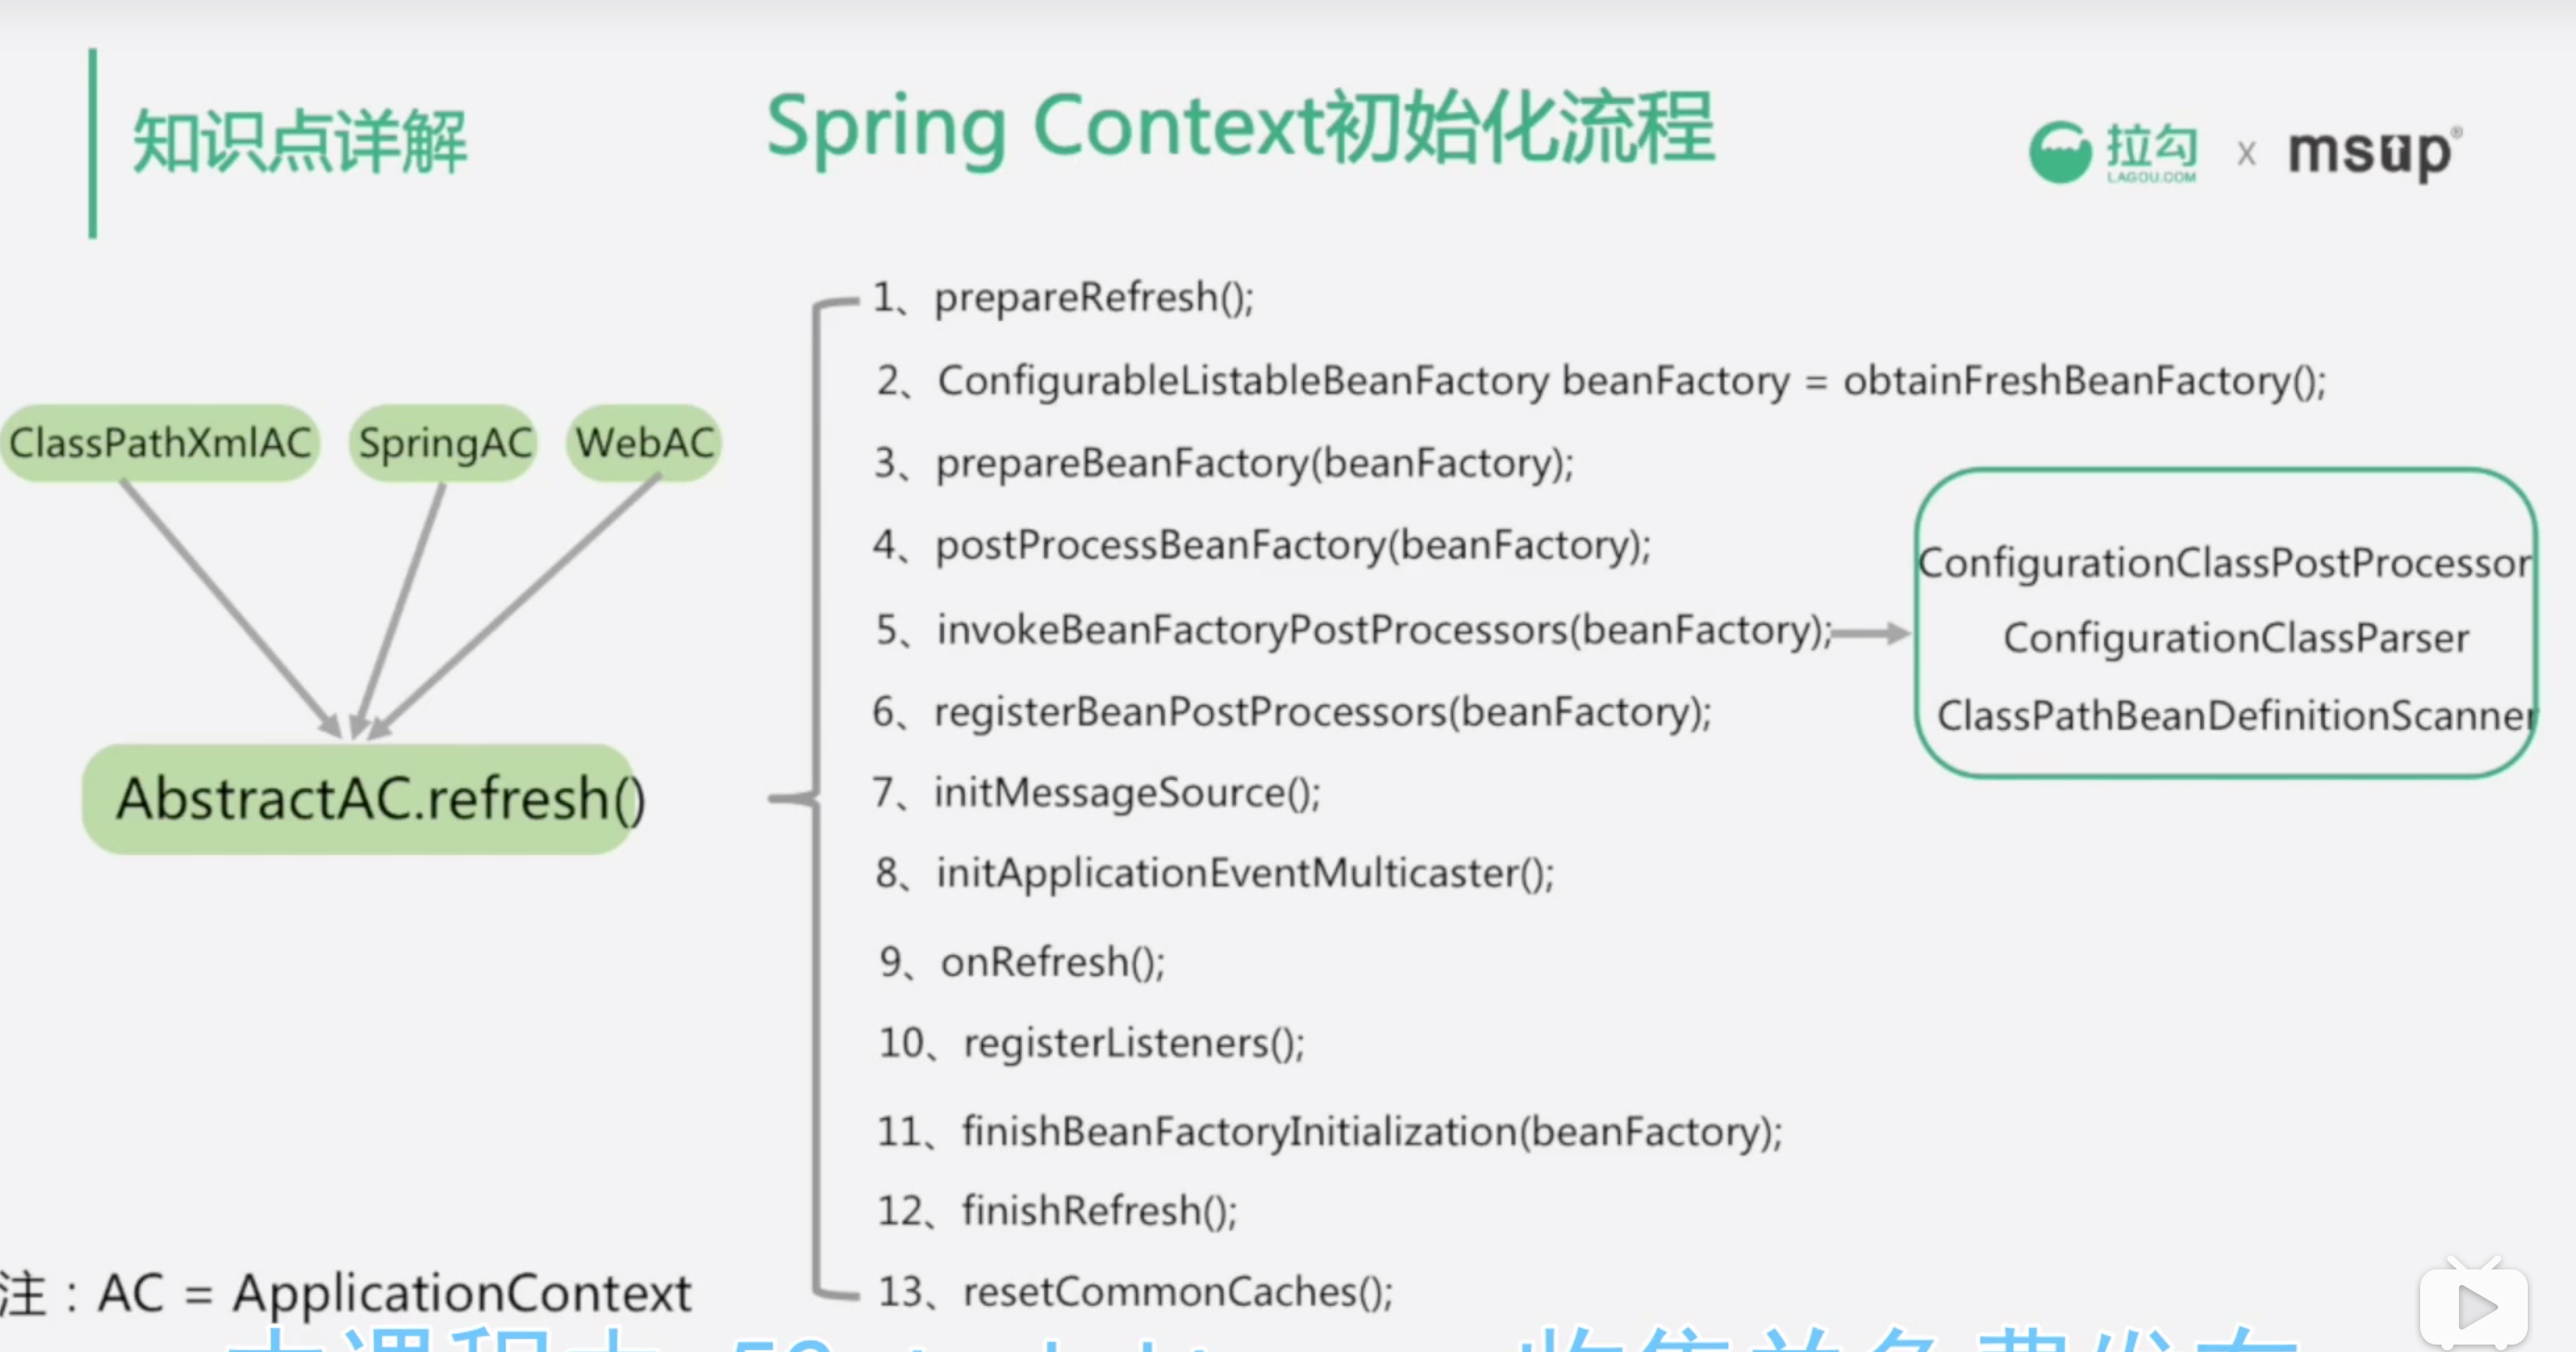 知识点详解
Spring Context初始化流程
拉勾
LAGOU.COM
x
msup®
ClassPathXmlAC
SpringAC
WebAC
AbstractAC.refresh()
1、prepareRefresh();
2、ConfigurableListableBeanFactory beanFactory = obtainFreshBeanFactory();
3、prepareBeanFactory(beanFactory);
4、postProcessBeanFactory(beanFactory);
5、invokeBeanFactoryPostProcessors(beanFactory);
6、registerBeanPostProcessors(beanFactory);
7、initMessageSource();
8、initApplicationEventMulticaster();
9、onRefresh();
10、registerListeners();
11、finishBeanFactoryInitialization(beanFactory);
12、finishRefresh();
13、resetCommonCaches();
ConfigurationClassPostProcessor
ConfigurationClassParser
ClassPathBeanDefinitionScanner
注：AC = ApplicationContext